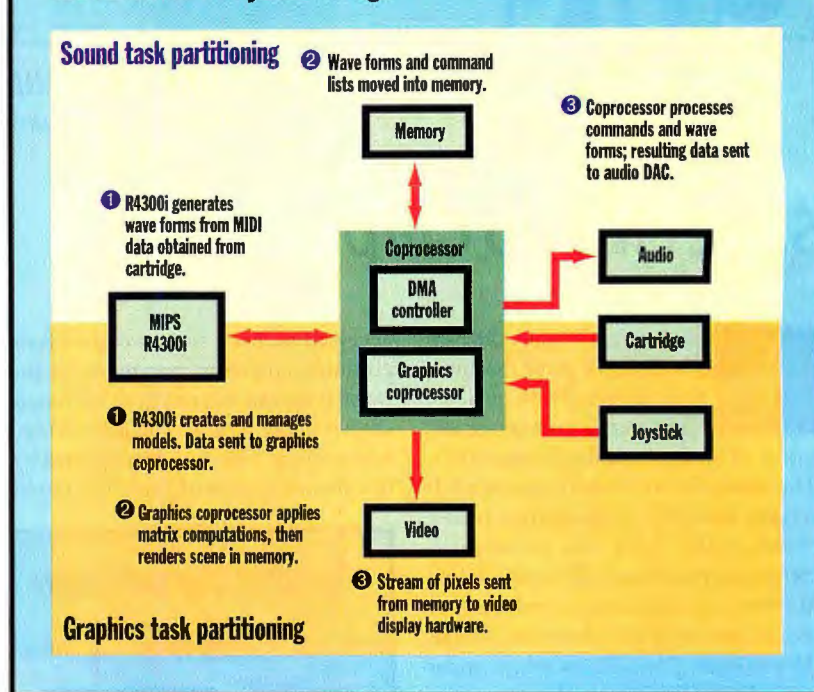 Sound task partitioning
❷ Wave forms and command
lists moved into memory.
Memory
❸ Coprocessor processes
commands and wave
forms; resulting data sent
to audio DAC.
❶ R4300i generates
wave forms from MIDI
data obtained from
cartridge.
Coprocessor
DMA
controller
Audio
MIPS
R4300i
Cartridge
Graphics
coprocessor
Joystick
❶ R4300i creates and manages
models. Data sent to graphics
coprocessor.
❷ Graphics coprocessor applies
matrix computations, then
renders scene in memory.
Video
❸ Stream of pixels sent
from memory to video
display hardware.
Graphics task partitioning